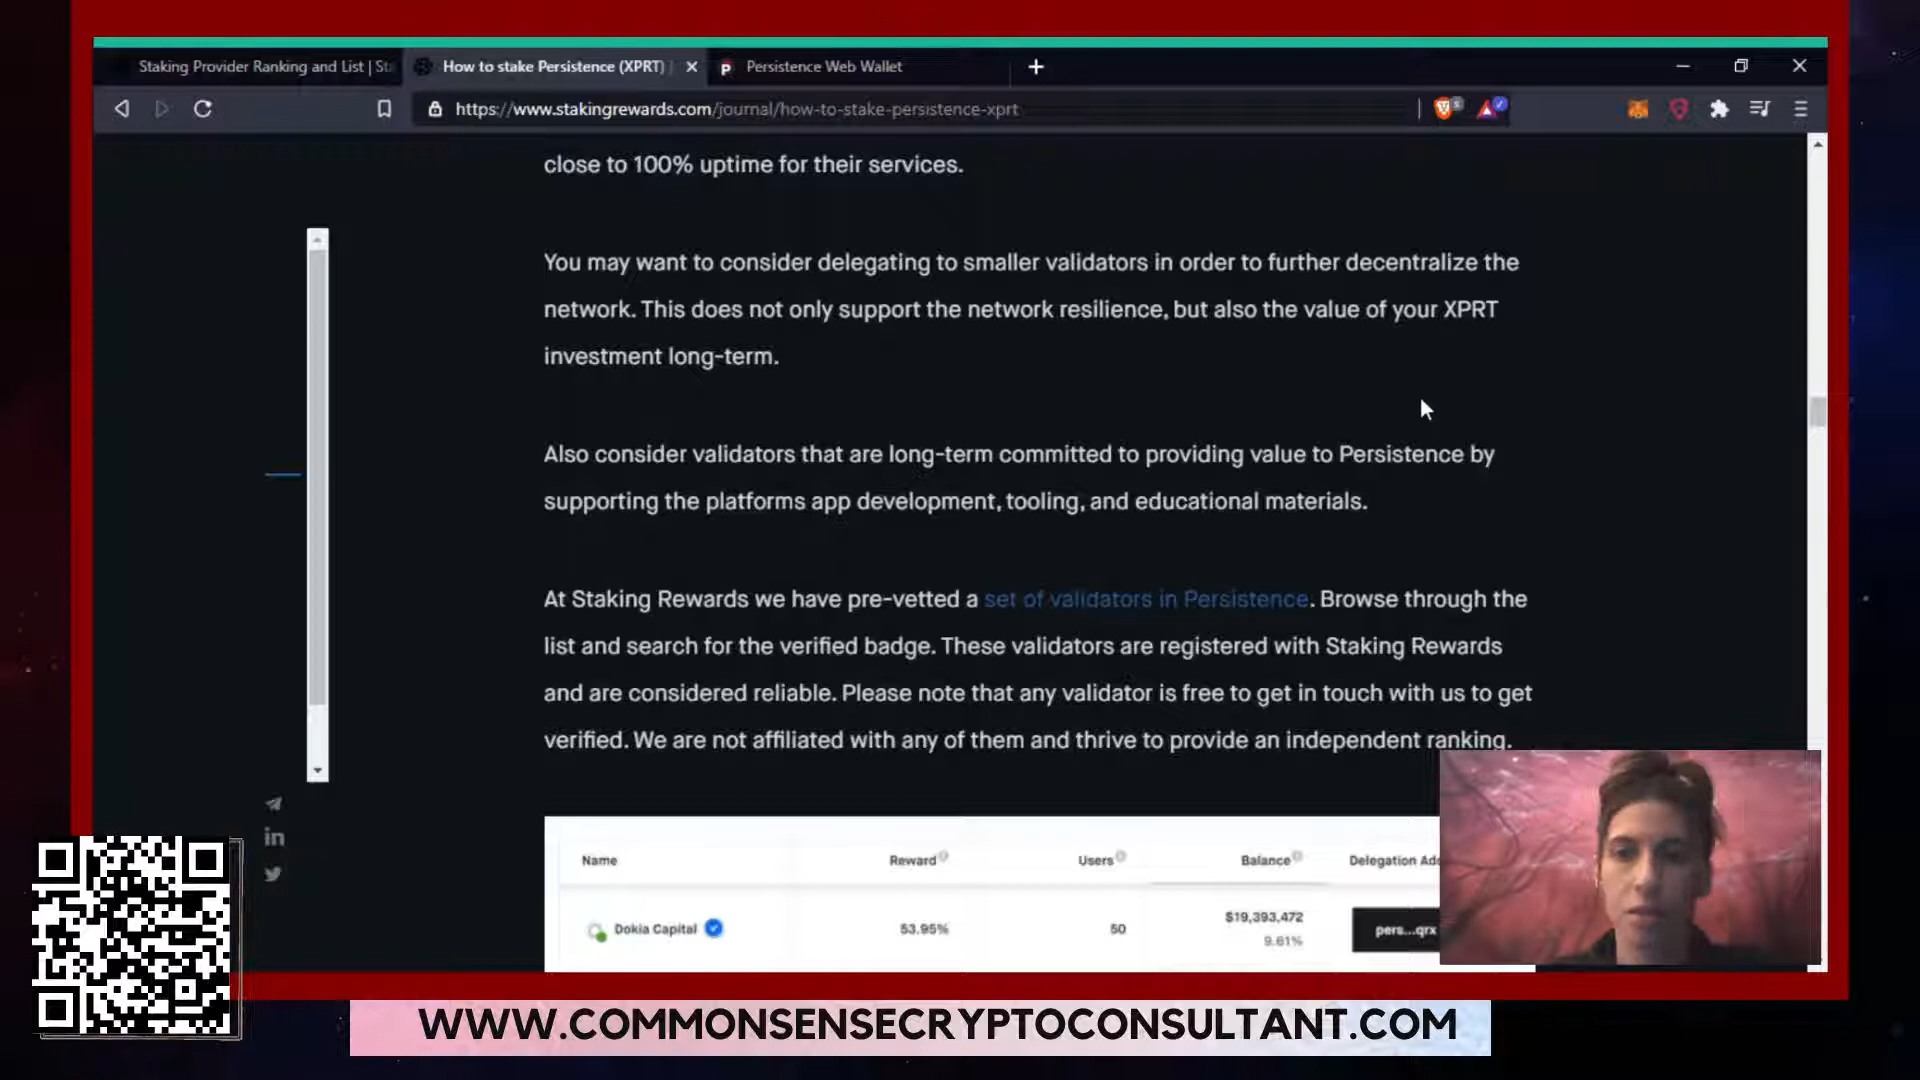 Staking Provider Ranking and List | Sta
How to stake Persistence (XPRT) |
Persistence Web Wallet
https://www.stakingrewards.com/journal/how-to-stake-persistence-xprt
close to 100% uptime for their services.
You may want to consider delegating to smaller validators in order to further decentralize the
network. This does not only support the network resilience, but also the value of your XPRT
investment long-term.
Also consider validators that are long-term committed to providing value to Persistence by
supporting the platforms app development, tooling, and educational materials.
At Staking Rewards we have pre-vetted a set of validators in Persistence. Browse through the
list and search for the verified badge. These validators are registered with Staking Rewards
and are considered reliable. Please note that any validator is free to get in touch with us to get
verified. We are not affiliated with any of them and thrive to provide an independent ranking.
Name Reward Users Balance Delegation Add
Dokia Capital 53.95% 50 $19,393,472 pers...qrx
9.61%
in
WWW.COMMONSENSECRYPTOCONSULTANT.COM